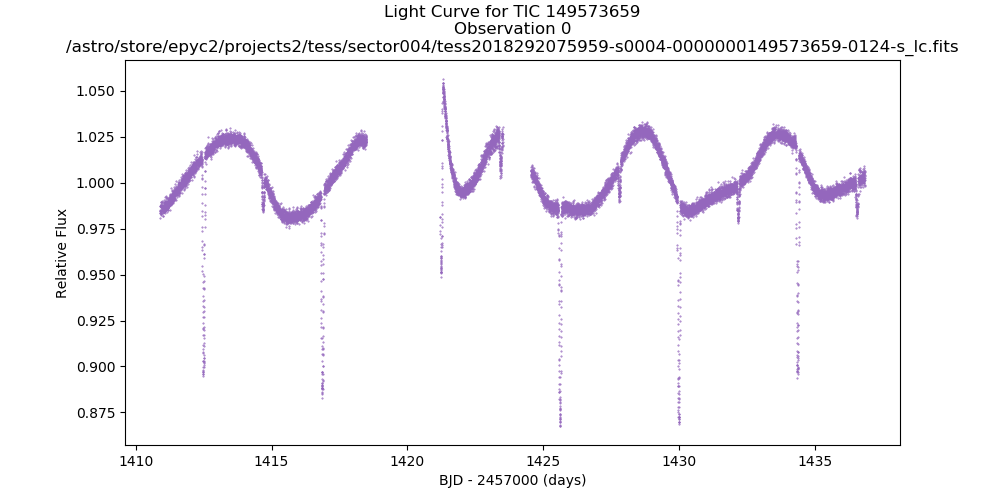 Light Curve for TIC 149573659
Observation 0
/astro/store/epyc2/projects2/tess/sector004/tess2018292075959-s0004-0000000149573659-0124-s_lc.fits
1.050
1.025
1.000
0.975
0.950
0.925
0.900
0.875
Relative Flux
1410
1415
1420
1425
1430
1435
BJD - 2457000 (days)